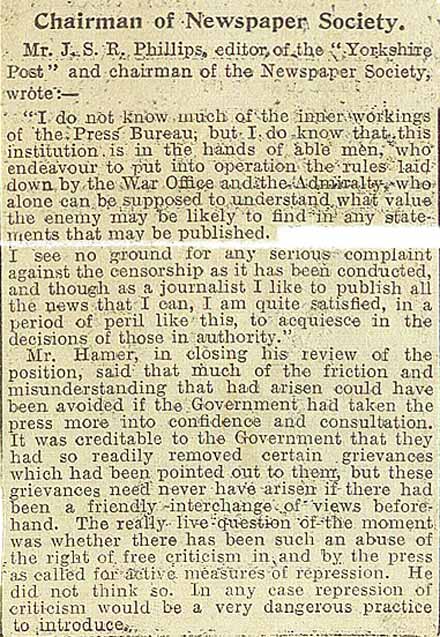 Chairman of Newspaper Society.
Mr. J. S. R. Phillips, editor of the "Yorkshire
Post" and chairman of the Newspaper Society,
wrote:—
"I do not know much of the inner workings
of the Press Bureau, but I do know that this
institution is in the hands of able men, who
endeavour to put into operation the rules laid
down by the War Office and the Admiralty, who
alone can be supposed to understand what value
the enemy may be likely to find in any state-
ments that may be published.
I see no ground for any serious complaint
against the censorship as it has been conducted,
and though as a journalist I like to publish all
the news that I can, I am quite satisfied, in a
period of peril like this, to acquiesce in the
decisions of those in authority."
Mr. Hamer, in closing his review of the
position, said that much of the friction and
misunderstanding that had arisen could have
been avoided if the Government had taken the
press more into confidence and consultation.
It was creditable to the Government that they
had so readily removed certain grievances
which had been pointed out to them, but these
grievances need never have arisen if there had
been a friendly interchange of views before-
hand. The really live question of the moment
was whether there has been such an abuse of
the right of free criticism in and by the press
as called for active measures of repression. He
did not think so. In any case repression of
criticism would be a very dangerous practice
to introduce.